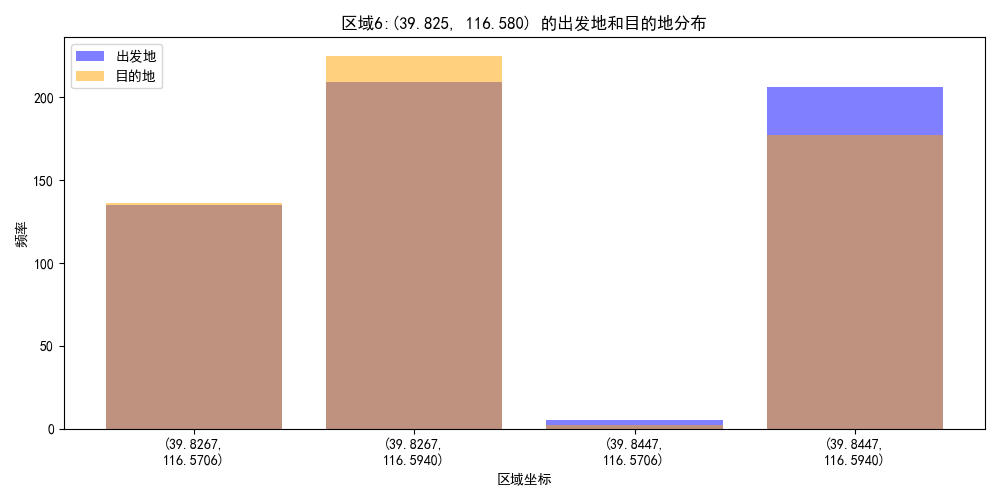 区域6:(39.825, 116.580) 的出发地和目的地分布
出发地
目的地
频率
200
150
100
50
0
(39.8267,
116.5706)
(39.8267,
116.5940)
(39.8447,
116.5706)
(39.8447,
116.5940)
区域坐标